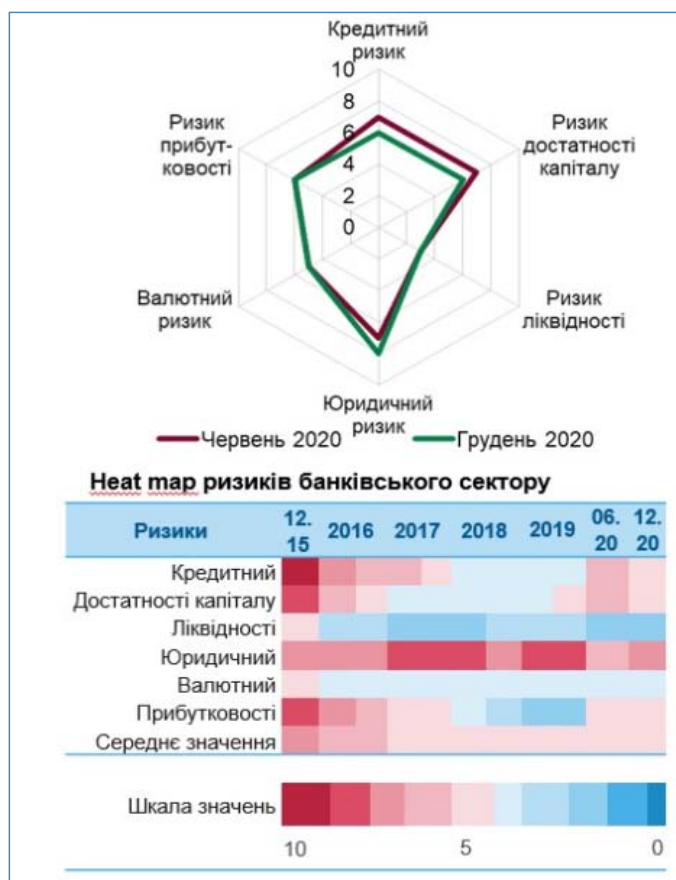 Кредитний
ризик
10
8
6
4
2
0
Ризик
достатності
капіталу
Ризик
ліквідності
Юридичний
ризик
Валютний
ризик
Ризик
прибут-
ковості
Червень 2020
Грудень 2020
Heat map ризиків банківського сектору
Ризики 12.15 2016 2017 2018 2019 06.20 12.20
Кредитний
Достатності капіталу
Ліквідності
Юридичний
Валютний
Прибутковості
Середнє значення
Шкала значень
10 5 0